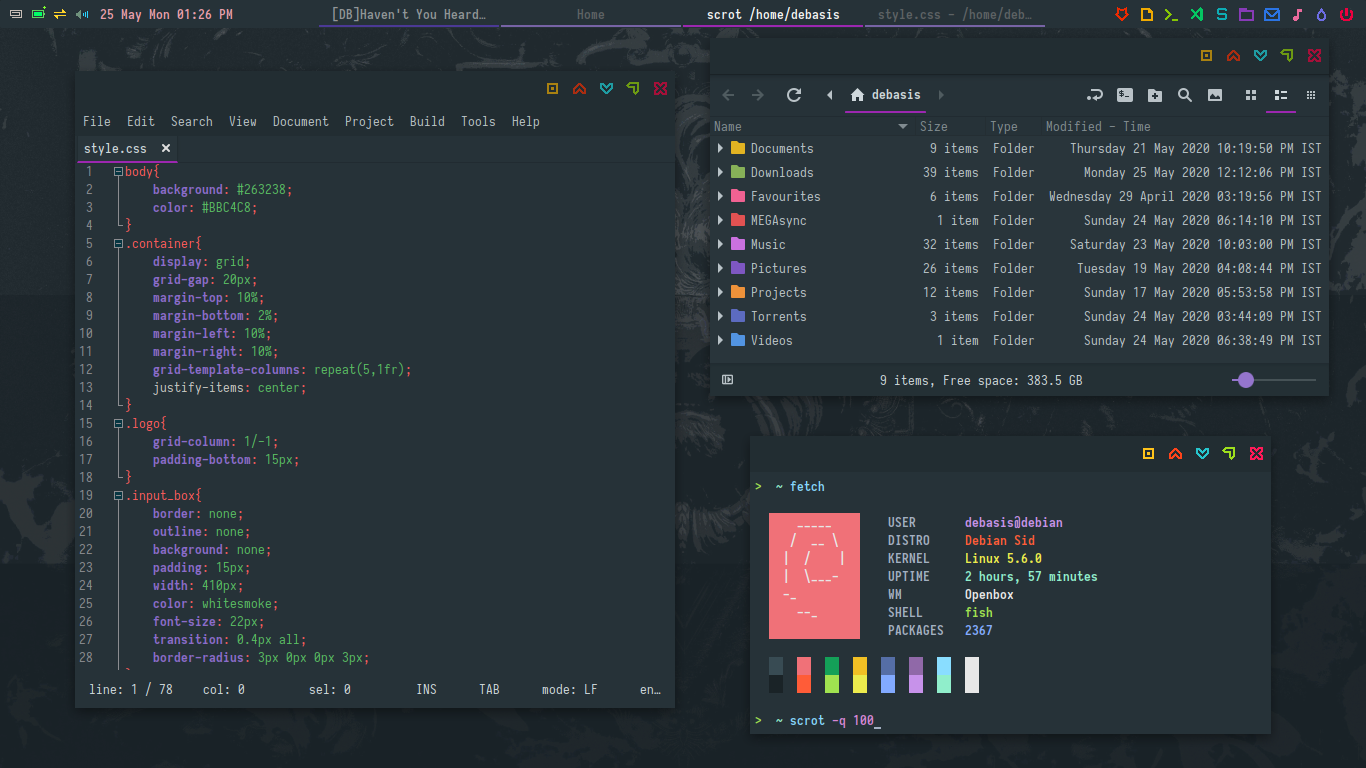 25 May Mon 01:26 PM
[DB]Haven't You Heard…
Home
scrot /home/debasis
style.css - /home/deb…
File Edit Search View Document Project Build Tools Help
style.css
1 body{
2 background: #263238;
3 color: #BBC4C8;
4 }
5 .container{
6 display: grid;
7 grid-gap: 20px;
8 margin-top: 10%;
9 margin-bottom: 2%;
10 margin-left: 10%;
11 margin-right: 10%;
12 grid-template-columns: repeat(5,1fr);
13 justify-items: center;
14 }
15 .logo{
16 grid-column: 1/-1;
17 padding-bottom: 15px;
18 }
19 .input_box{
20 border: none;
21 outline: none;
22 background: none;
23 padding: 15px;
24 width: 410px;
25 color: whitesmoke;
26 font-size: 22px;
27 transition: 0.4px all;
28 border-radius: 3px 0px 0px 3px;
line: 1 / 78 col: 0 sel: 0 INS TAB mode: LF en…
debasis
Name Size Type Modified - Time
Documents 9 items Folder Thursday 21 May 2020 10:19:50 PM IST
Downloads 39 items Folder Monday 25 May 2020 12:12:06 PM IST
Favourites 6 items Folder Wednesday 29 April 2020 03:19:56 PM IST
MEGAsync 1 item Folder Sunday 24 May 2020 06:14:10 PM IST
Music 32 items Folder Saturday 23 May 2020 10:03:00 PM IST
Pictures 26 items Folder Tuesday 19 May 2020 04:08:44 PM IST
Projects 12 items Folder Sunday 17 May 2020 05:53:58 PM IST
Torrents 3 items Folder Sunday 24 May 2020 03:44:09 PM IST
Videos 1 item Folder Sunday 24 May 2020 06:38:49 PM IST
9 items, Free space: 383.5 GB
> ~ fetch
USER debasis@debian
DISTRO Debian Sid
KERNEL Linux 5.6.0
UPTIME 2 hours, 57 minutes
WM Openbox
SHELL fish
PACKAGES 2367
> ~ scrot -q 100_